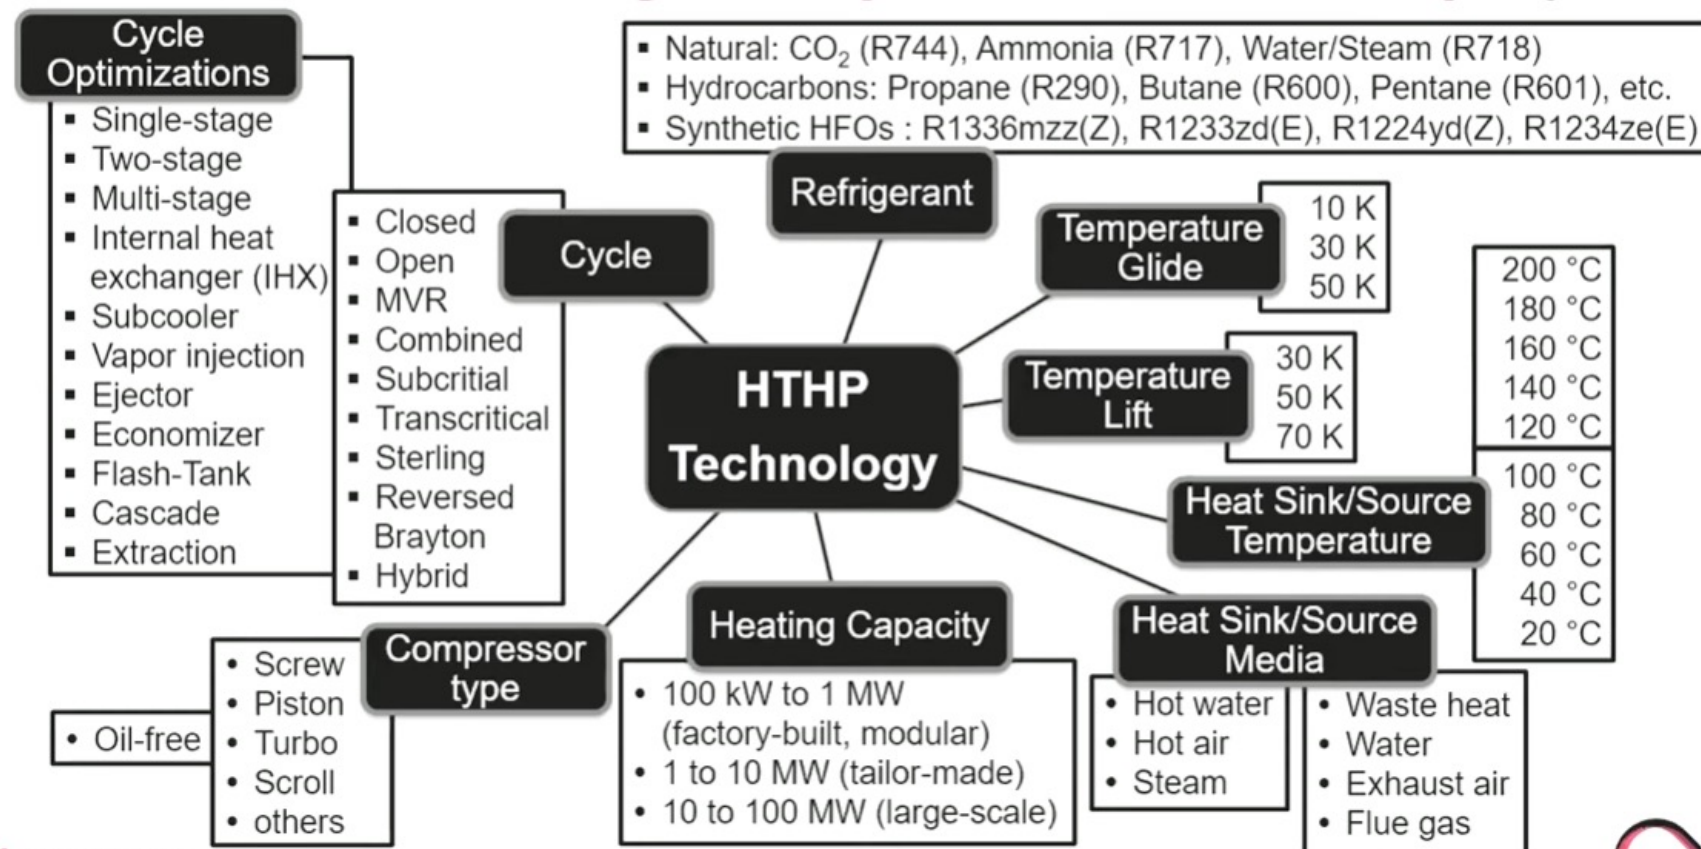 Cycle
Optimizations
▪ Single-stage
▪ Two-stage
▪ Multi-stage
▪ Internal heat
exchanger (IHX)
▪ Subcooler
▪ Vapor injection
▪ Ejector
▪ Economizer
▪ Flash-Tank
▪ Cascade
▪ Extraction
▪ Closed
▪ Open
▪ MVR
▪ Combined
▪ Subcritial
▪ Transcritical
▪ Sterling
▪ Reversed
Brayton
▪ Hybrid
Cycle
▪ Natural: CO₂ (R744), Ammonia (R717), Water/Steam (R718)
▪ Hydrocarbons: Propane (R290), Butane (R600), Pentane (R601), etc.
▪ Synthetic HFOs : R1336mzz(Z), R1233zd(E), R1224yd(Z), R1234ze(E)
Refrigerant
Temperature
Glide
10 K
30 K
50 K
HTHP
Technology
Temperature
Lift
30 K
50 K
70 K
200 °C
180 °C
160 °C
140 °C
120 °C
100 °C
80 °C
60 °C
40 °C
20 °C
Heat Sink/Source
Temperature
Compressor
type
• Screw
• Piston
• Turbo
• Scroll
• others
• Oil-free
Heating Capacity
• 100 kW to 1 MW
(factory-built, modular)
• 1 to 10 MW (tailor-made)
• 10 to 100 MW (large-scale)
Heat Sink/Source
Media
• Hot water
• Hot air
• Steam
• Waste heat
• Water
• Exhaust air
• Flue gas